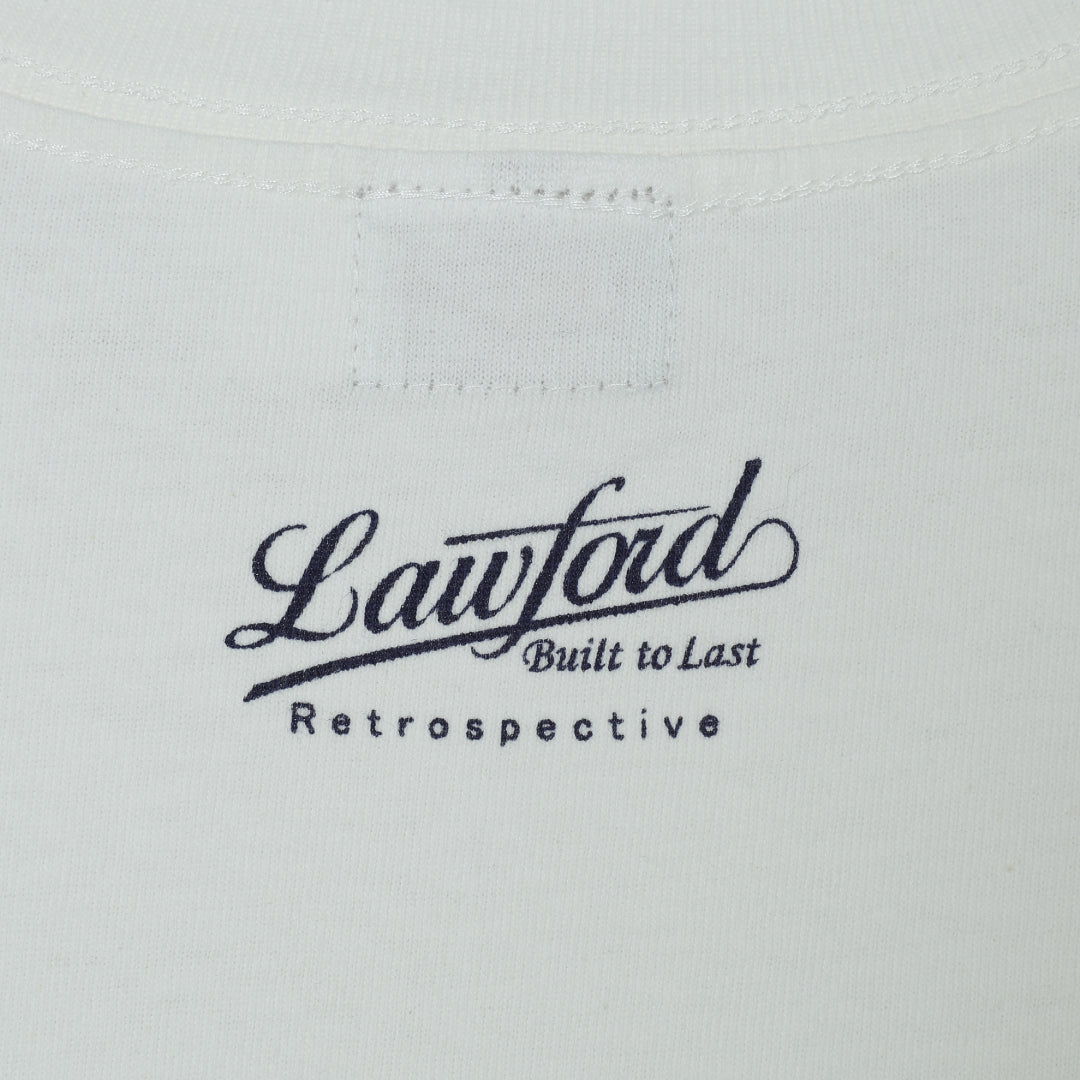 Lawford
Built to Last
Retrospective